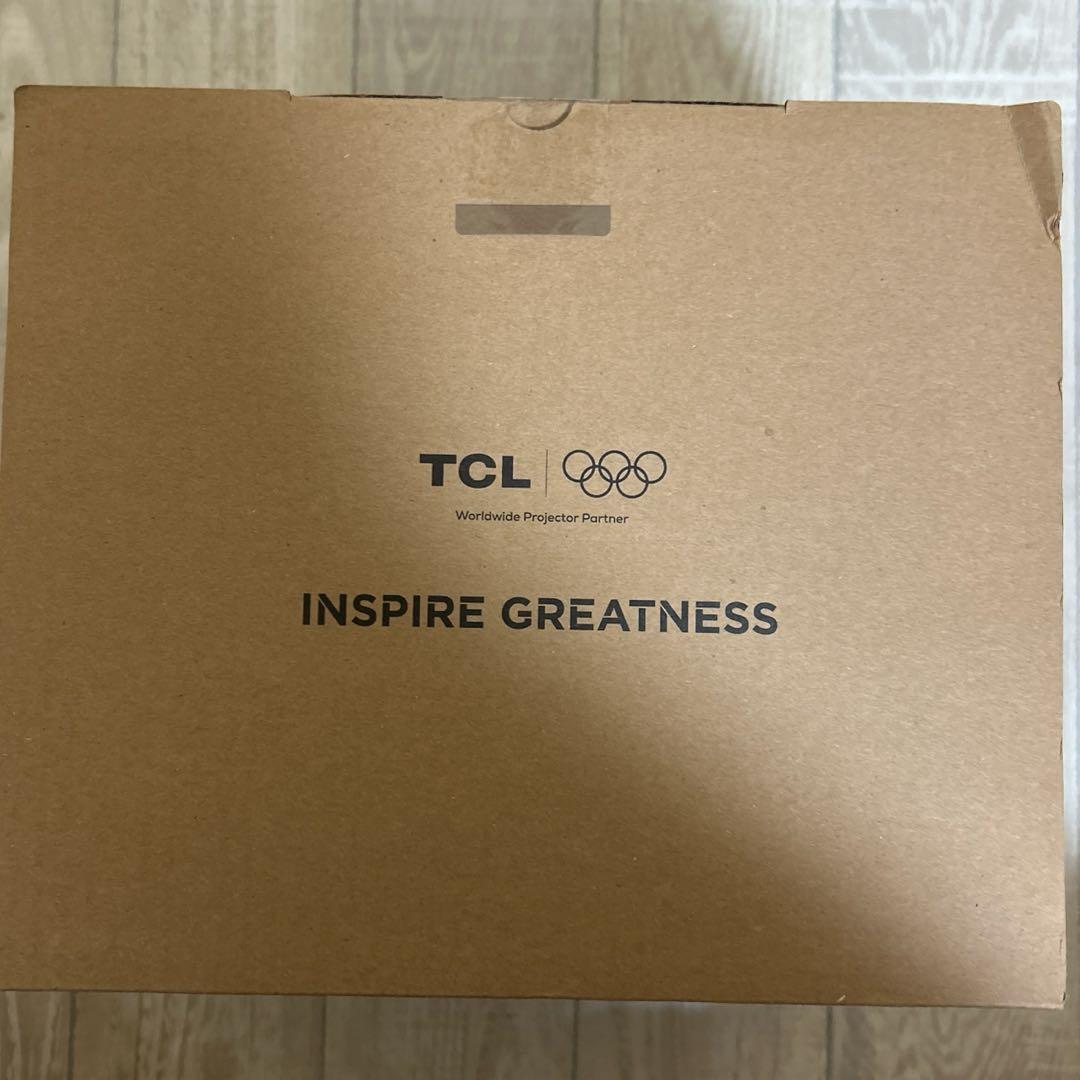 TCL
Worldwide Projector Partner
INSPIRE GREATNESS